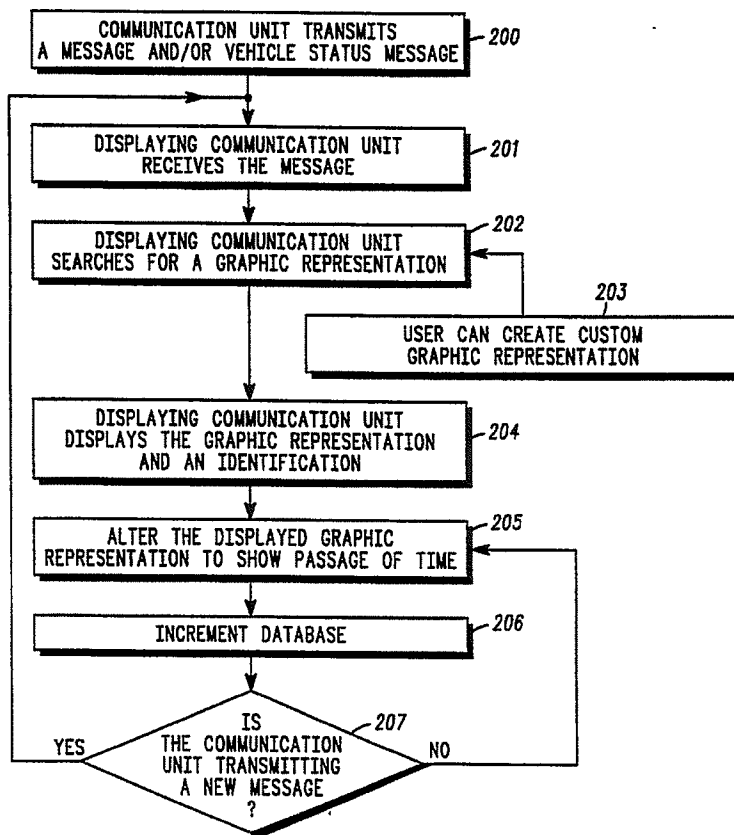 COMMUNICATION UNIT TRANSMITS
A MESSAGE AND/OR VEHICLE STATUS MESSAGE
200
DISPLAYING COMMUNICATION UNIT
RECEIVES THE MESSAGE
201
202
DISPLAYING COMMUNICATION UNIT
SEARCHES FOR A GRAPHIC REPRESENTATION
203
USER CAN CREATE CUSTOM
GRAPHIC REPRESENTATION
DISPLAYING COMMUNICATION UNIT
DISPLAYS THE GRAPHIC REPRESENTATION
AND AN IDENTIFICATION
204
205
ALTER THE DISPLAYED GRAPHIC
REPRESENTATION TO SHOW PASSAGE OF TIME
INCREMENT DATABASE
206
IS
THE COMMUNICATION
UNIT TRANSMITTING
A NEW MESSAGE
?
207
YES
NO